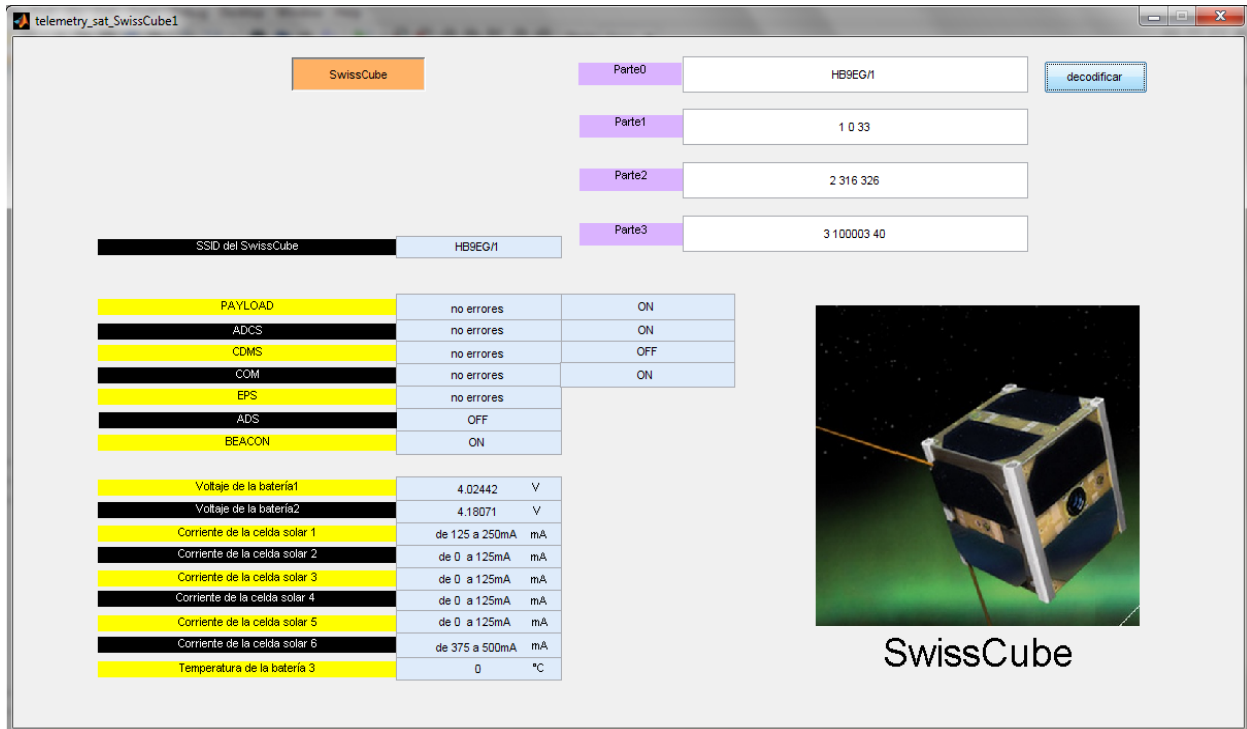 telemetry_sat_SwissCube1
SwissCube
Parte0 HB9EG/1 decodificar
Parte1 1 0 33
Parte2 2 316 326
Parte3 3 100003 40
SSID del SwissCube HB9EG/1
PAYLOAD no errores ON
ADCS no errores ON
CDMS no errores OFF
COM no errores ON
EPS no errores
ADS OFF
BEACON ON
Voltaje de la batería1 4.02442 V
Voltaje de la batería2 4.18071 V
Corriente de la celda solar 1 de 125 a 250mA mA
Corriente de la celda solar 2 de 0 a 125mA mA
Corriente de la celda solar 3 de 0 a 125mA mA
Corriente de la celda solar 4 de 0 a 125mA mA
Corriente de la celda solar 5 de 0 a 125mA mA
Corriente de la celda solar 6 de 375 a 500mA mA
Temperatura de la batería 3 0 °C
SwissCube